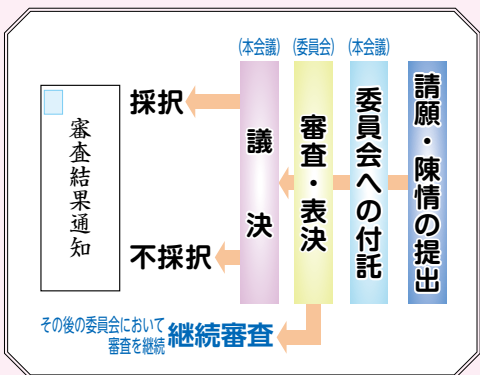 請願・陳情の提出
(本会議)
委員会への付託
(委員会)
審査・表決
(本会議)
議決
採択
不採択
審査結果通知
継続審査
その後の委員会において
審査を継続